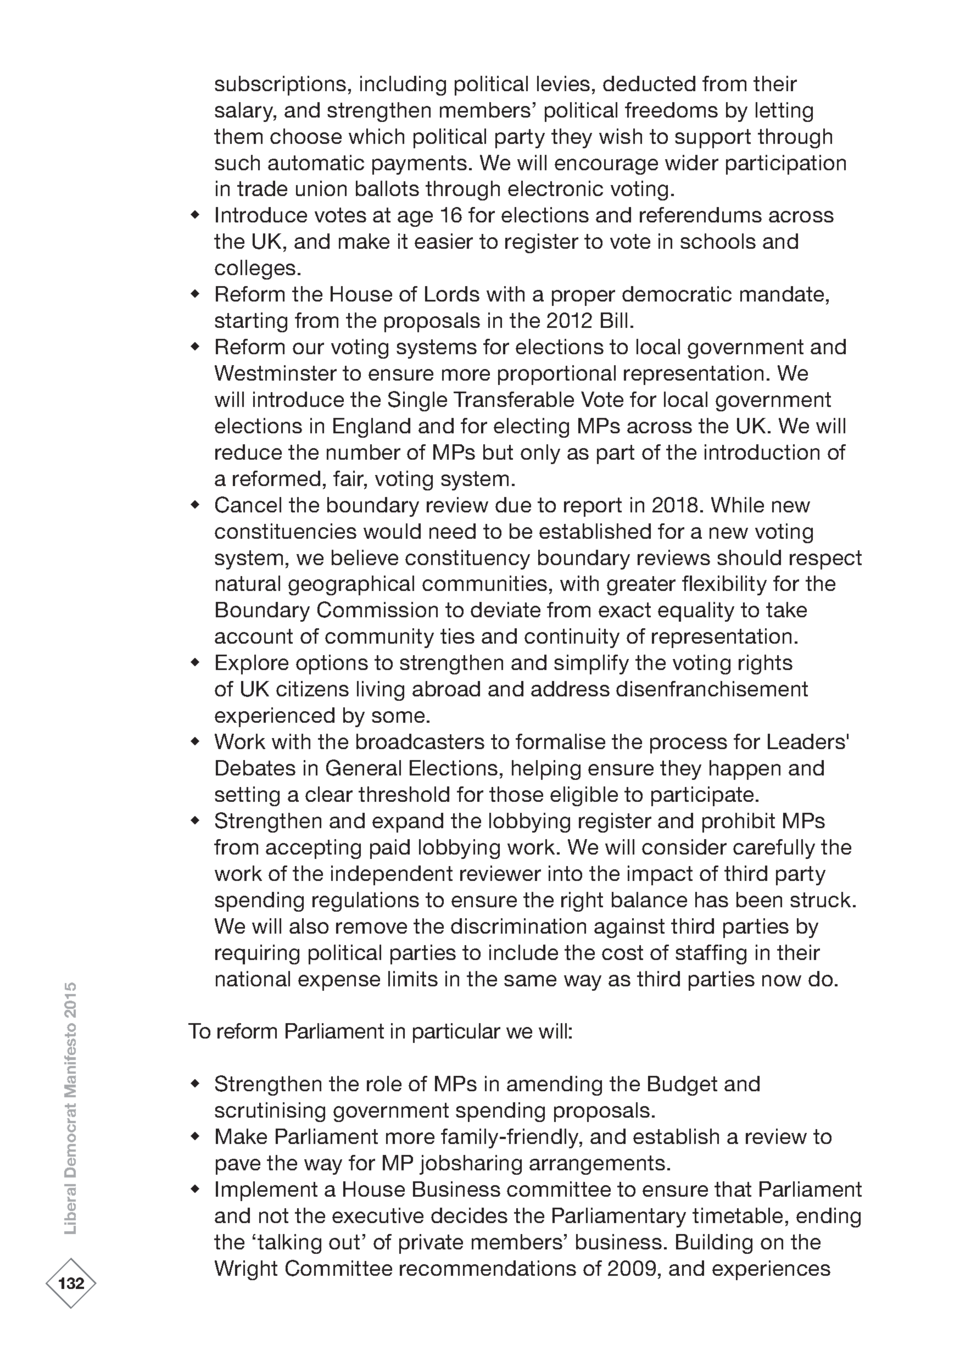 subscriptions, including political levies, deducted from their
salary, and strengthen members’ political freedoms by letting
them choose which political party they wish to support through
such automatic payments. We will encourage wider participation
in trade union ballots through electronic voting.
◆ Introduce votes at age 16 for elections and referendums across
the UK, and make it easier to register to vote in schools and
colleges.
◆ Reform the House of Lords with a proper democratic mandate,
starting from the proposals in the 2012 Bill.
◆ Reform our voting systems for elections to local government and
Westminster to ensure more proportional representation. We
will introduce the Single Transferable Vote for local government
elections in England and for electing MPs across the UK. We will
reduce the number of MPs but only as part of the introduction of
a reformed, fair, voting system.
◆ Cancel the boundary review due to report in 2018. While new
constituencies would need to be established for a new voting
system, we believe constituency boundary reviews should respect
natural geographical communities, with greater flexibility for the
Boundary Commission to deviate from exact equality to take
account of community ties and continuity of representation.
◆ Explore options to strengthen and simplify the voting rights
of UK citizens living abroad and address disenfranchisement
experienced by some.
◆ Work with the broadcasters to formalise the process for Leaders'
Debates in General Elections, helping ensure they happen and
setting a clear threshold for those eligible to participate.
◆ Strengthen and expand the lobbying register and prohibit MPs
from accepting paid lobbying work. We will consider carefully the
work of the independent reviewer into the impact of third party
spending regulations to ensure the right balance has been struck.
We will also remove the discrimination against third parties by
requiring political parties to include the cost of staffing in their
national expense limits in the same way as third parties now do.
To reform Parliament in particular we will:
◆ Strengthen the role of MPs in amending the Budget and
scrutinising government spending proposals.
◆ Make Parliament more family-friendly, and establish a review to
pave the way for MP jobsharing arrangements.
◆ Implement a House Business committee to ensure that Parliament
and not the executive decides the Parliamentary timetable, ending
the ‘talking out’ of private members’ business. Building on the
Wright Committee recommendations of 2009, and experiences
Liberal Democrat Manifesto 2015
132